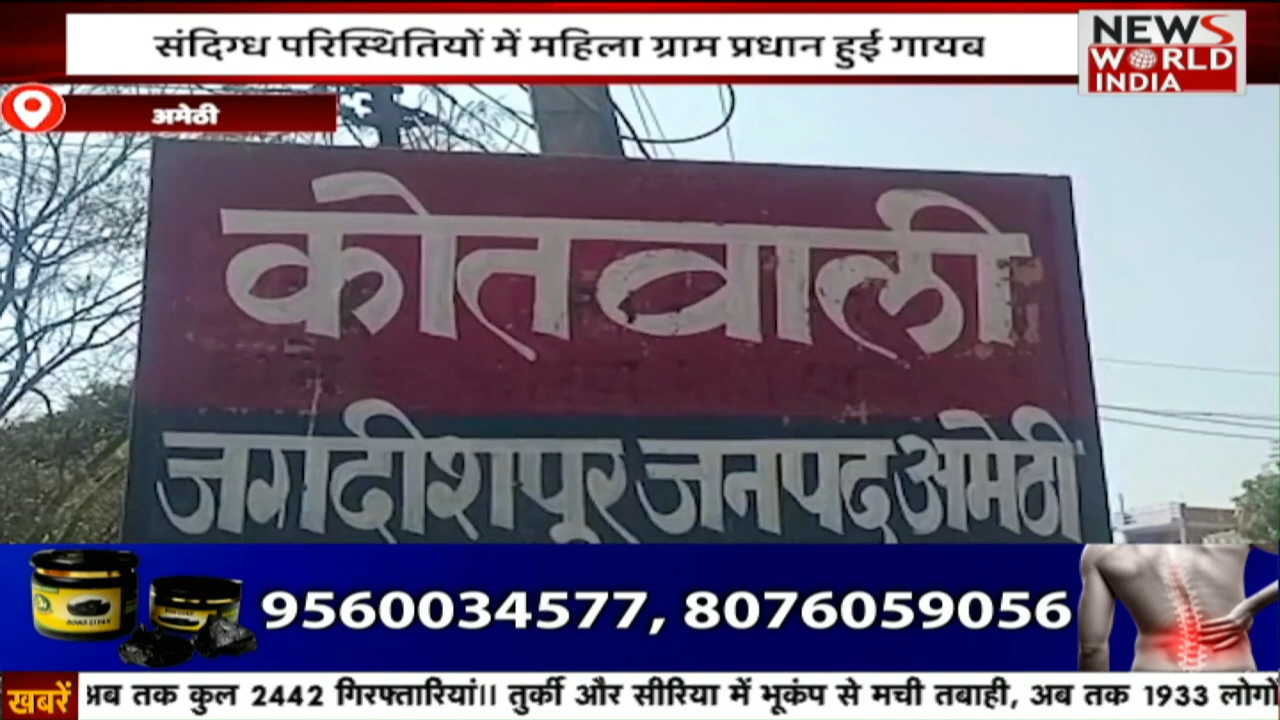 संदिग्ध परिस्थितियों में महिला ग्राम प्रधान हुई गायब
NEWS
WORLD
INDIA
अमेठी
कोतवाली
जगदीशपुर जनपद अमेठी
9560034577, 8076059056
खबरें
अब तक कुल 2442 गिरफ्तारियां।। तुर्की और सीरिया में भूकंप से मची तबाही, अब तक 1933 लोगों